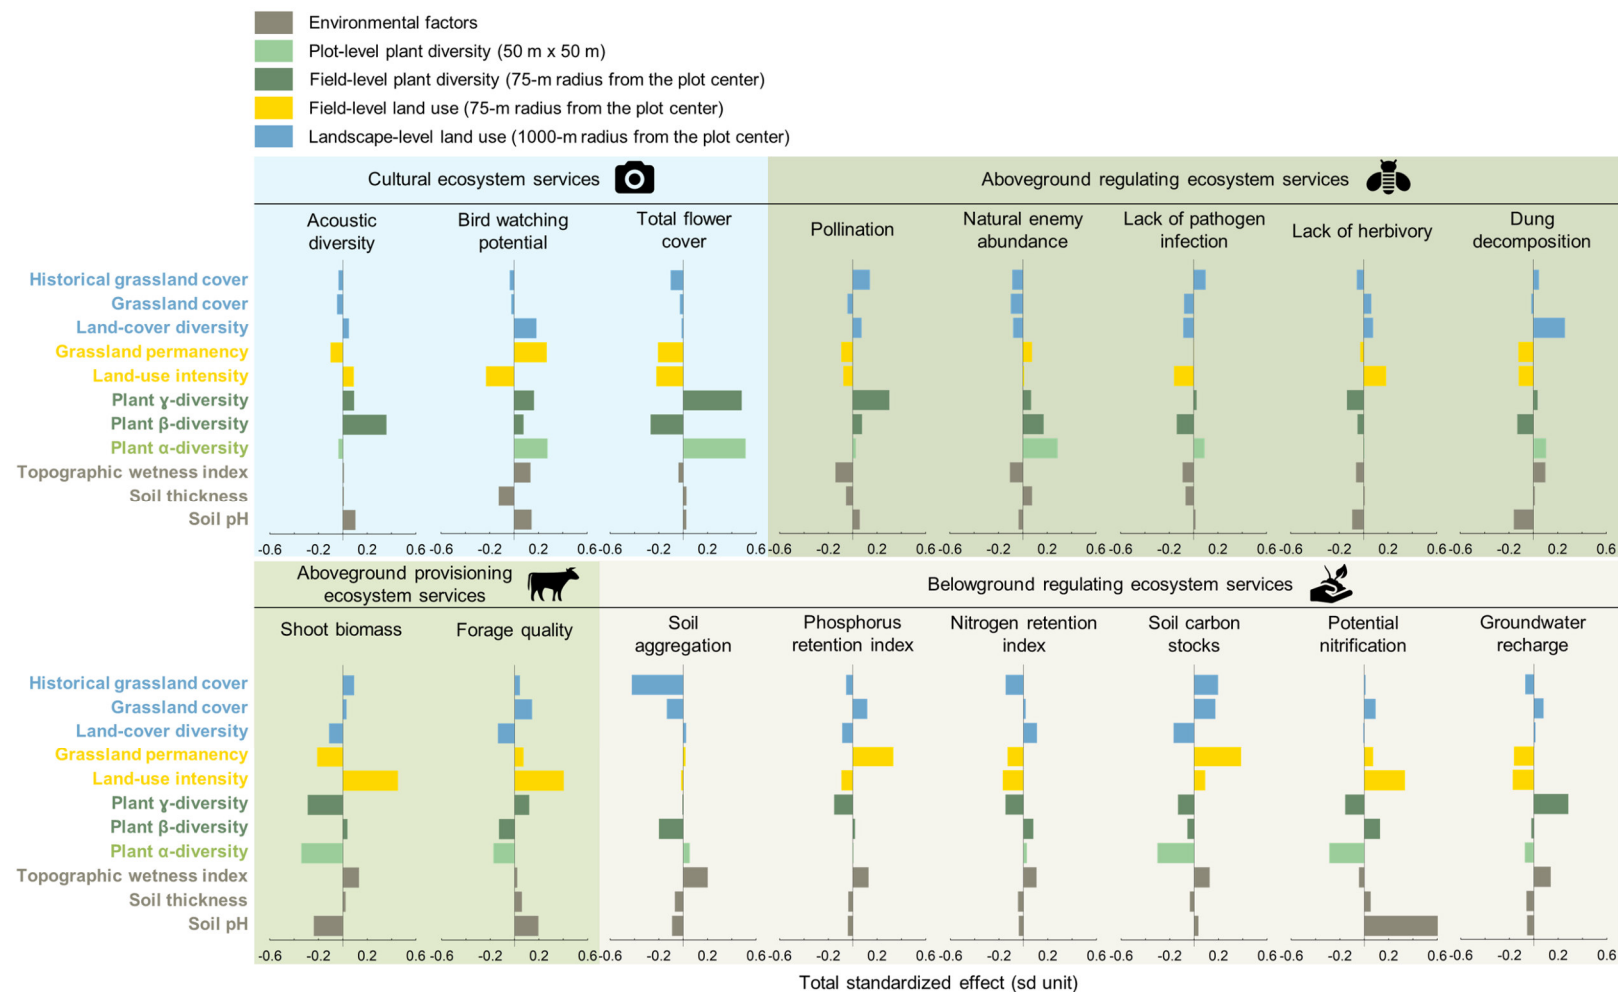 Environmental factors
Plot-level plant diversity (50 m x 50 m)
Field-level plant diversity (75-m radius from the plot center)
Field-level land use (75-m radius from the plot center)
Landscape-level land use (1000-m radius from the plot center)
Cultural ecosystem services
Aboveground regulating ecosystem services
Acoustic
diversity
Bird watching
potential
Total flower
cover
Pollination
Natural enemy
abundance
Lack of pathogen
infection
Lack of herbivory
Dung
decomposition
Historical grassland cover
Grassland cover
Land-cover diversity
Grassland permanency
Land-use intensity
Plant ɣ-diversity
Plant β-diversity
Plant α-diversity
Topographic wetness index
Soil thickness
Soil pH
-0.6 -0.2 0.2 0.6 -0.6 -0.2 0.2 0.6 -0.6 -0.2 0.2 0.6 -0.6 -0.2 0.2 0.6 -0.6 -0.2 0.2 0.6 -0.6 -0.2 0.2 0.6 -0.6 -0.2 0.2 0.6 -0.6 -0.2 0.2 0.6
Aboveground provisioning
ecosystem services
Belowground regulating ecosystem services
Shoot biomass
Forage quality
Soil
aggregation
Phosphorus
retention index
Nitrogen retention
index
Soil carbon
stocks
Potential
nitrification
Groundwater
recharge
Historical grassland cover
Grassland cover
Land-cover diversity
Grassland permanency
Land-use intensity
Plant ɣ-diversity
Plant β-diversity
Plant α-diversity
Topographic wetness index
Soil thickness
Soil pH
-0.6 -0.2 0.2 0.6 -0.6 -0.2 0.2 0.6 -0.6 -0.2 0.2 0.6 -0.6 -0.2 0.2 0.6 -0.6 -0.2 0.2 0.6 -0.6 -0.2 0.2 0.6 -0.6 -0.2 0.2 0.6 -0.6 -0.2 0.2 0.6
Total standardized effect (sd unit)